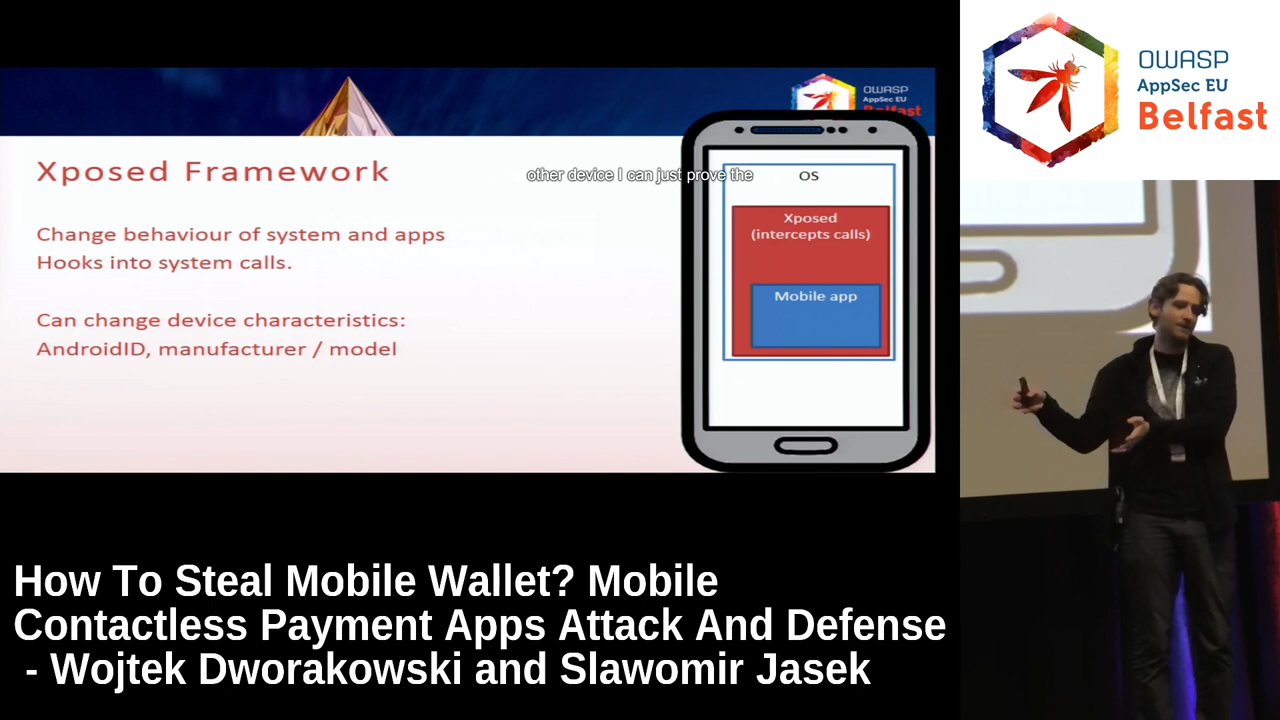 OWASP
AppSec EU
Belfast
OWASP
AppSec EU
Belfast
Xposed Framework
other device I can just prove the
Change behaviour of system and apps
Hooks into system calls.
Can change device characteristics:
AndroidID, manufacturer / model
OS
Xposed
(intercepts calls)
Mobile app
How To Steal Mobile Wallet? Mobile
Contactless Payment Apps Attack And Defense
- Wojtek Dworakowski and Slawomir Jasek